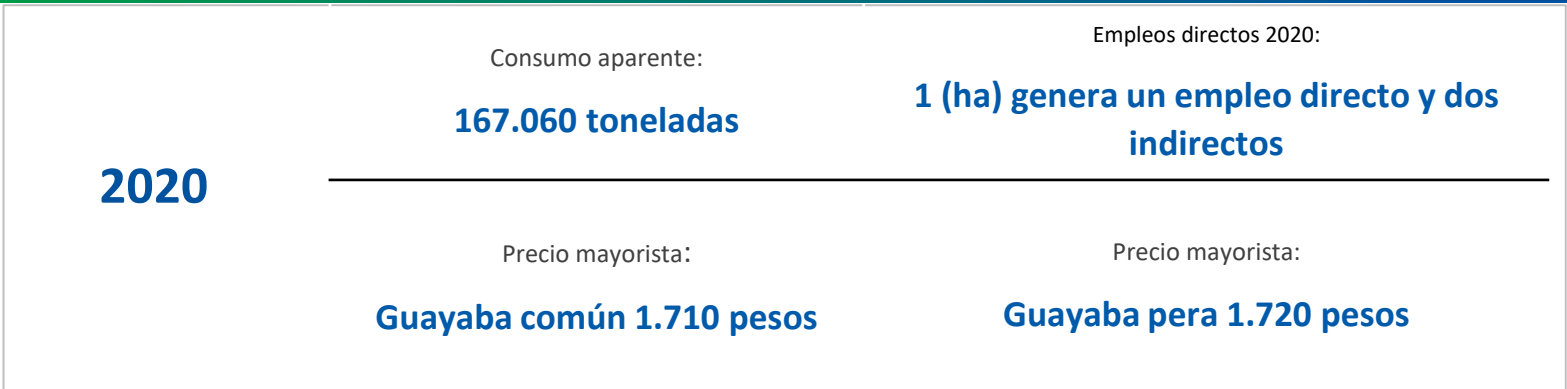 2020
Consumo aparente:
167.060 toneladas
Empleos directos 2020:
1 (ha) genera un empleo directo y dos
indirectos
Precio mayorista:
Guayaba común 1.710 pesos
Precio mayorista:
Guayaba pera 1.720 pesos